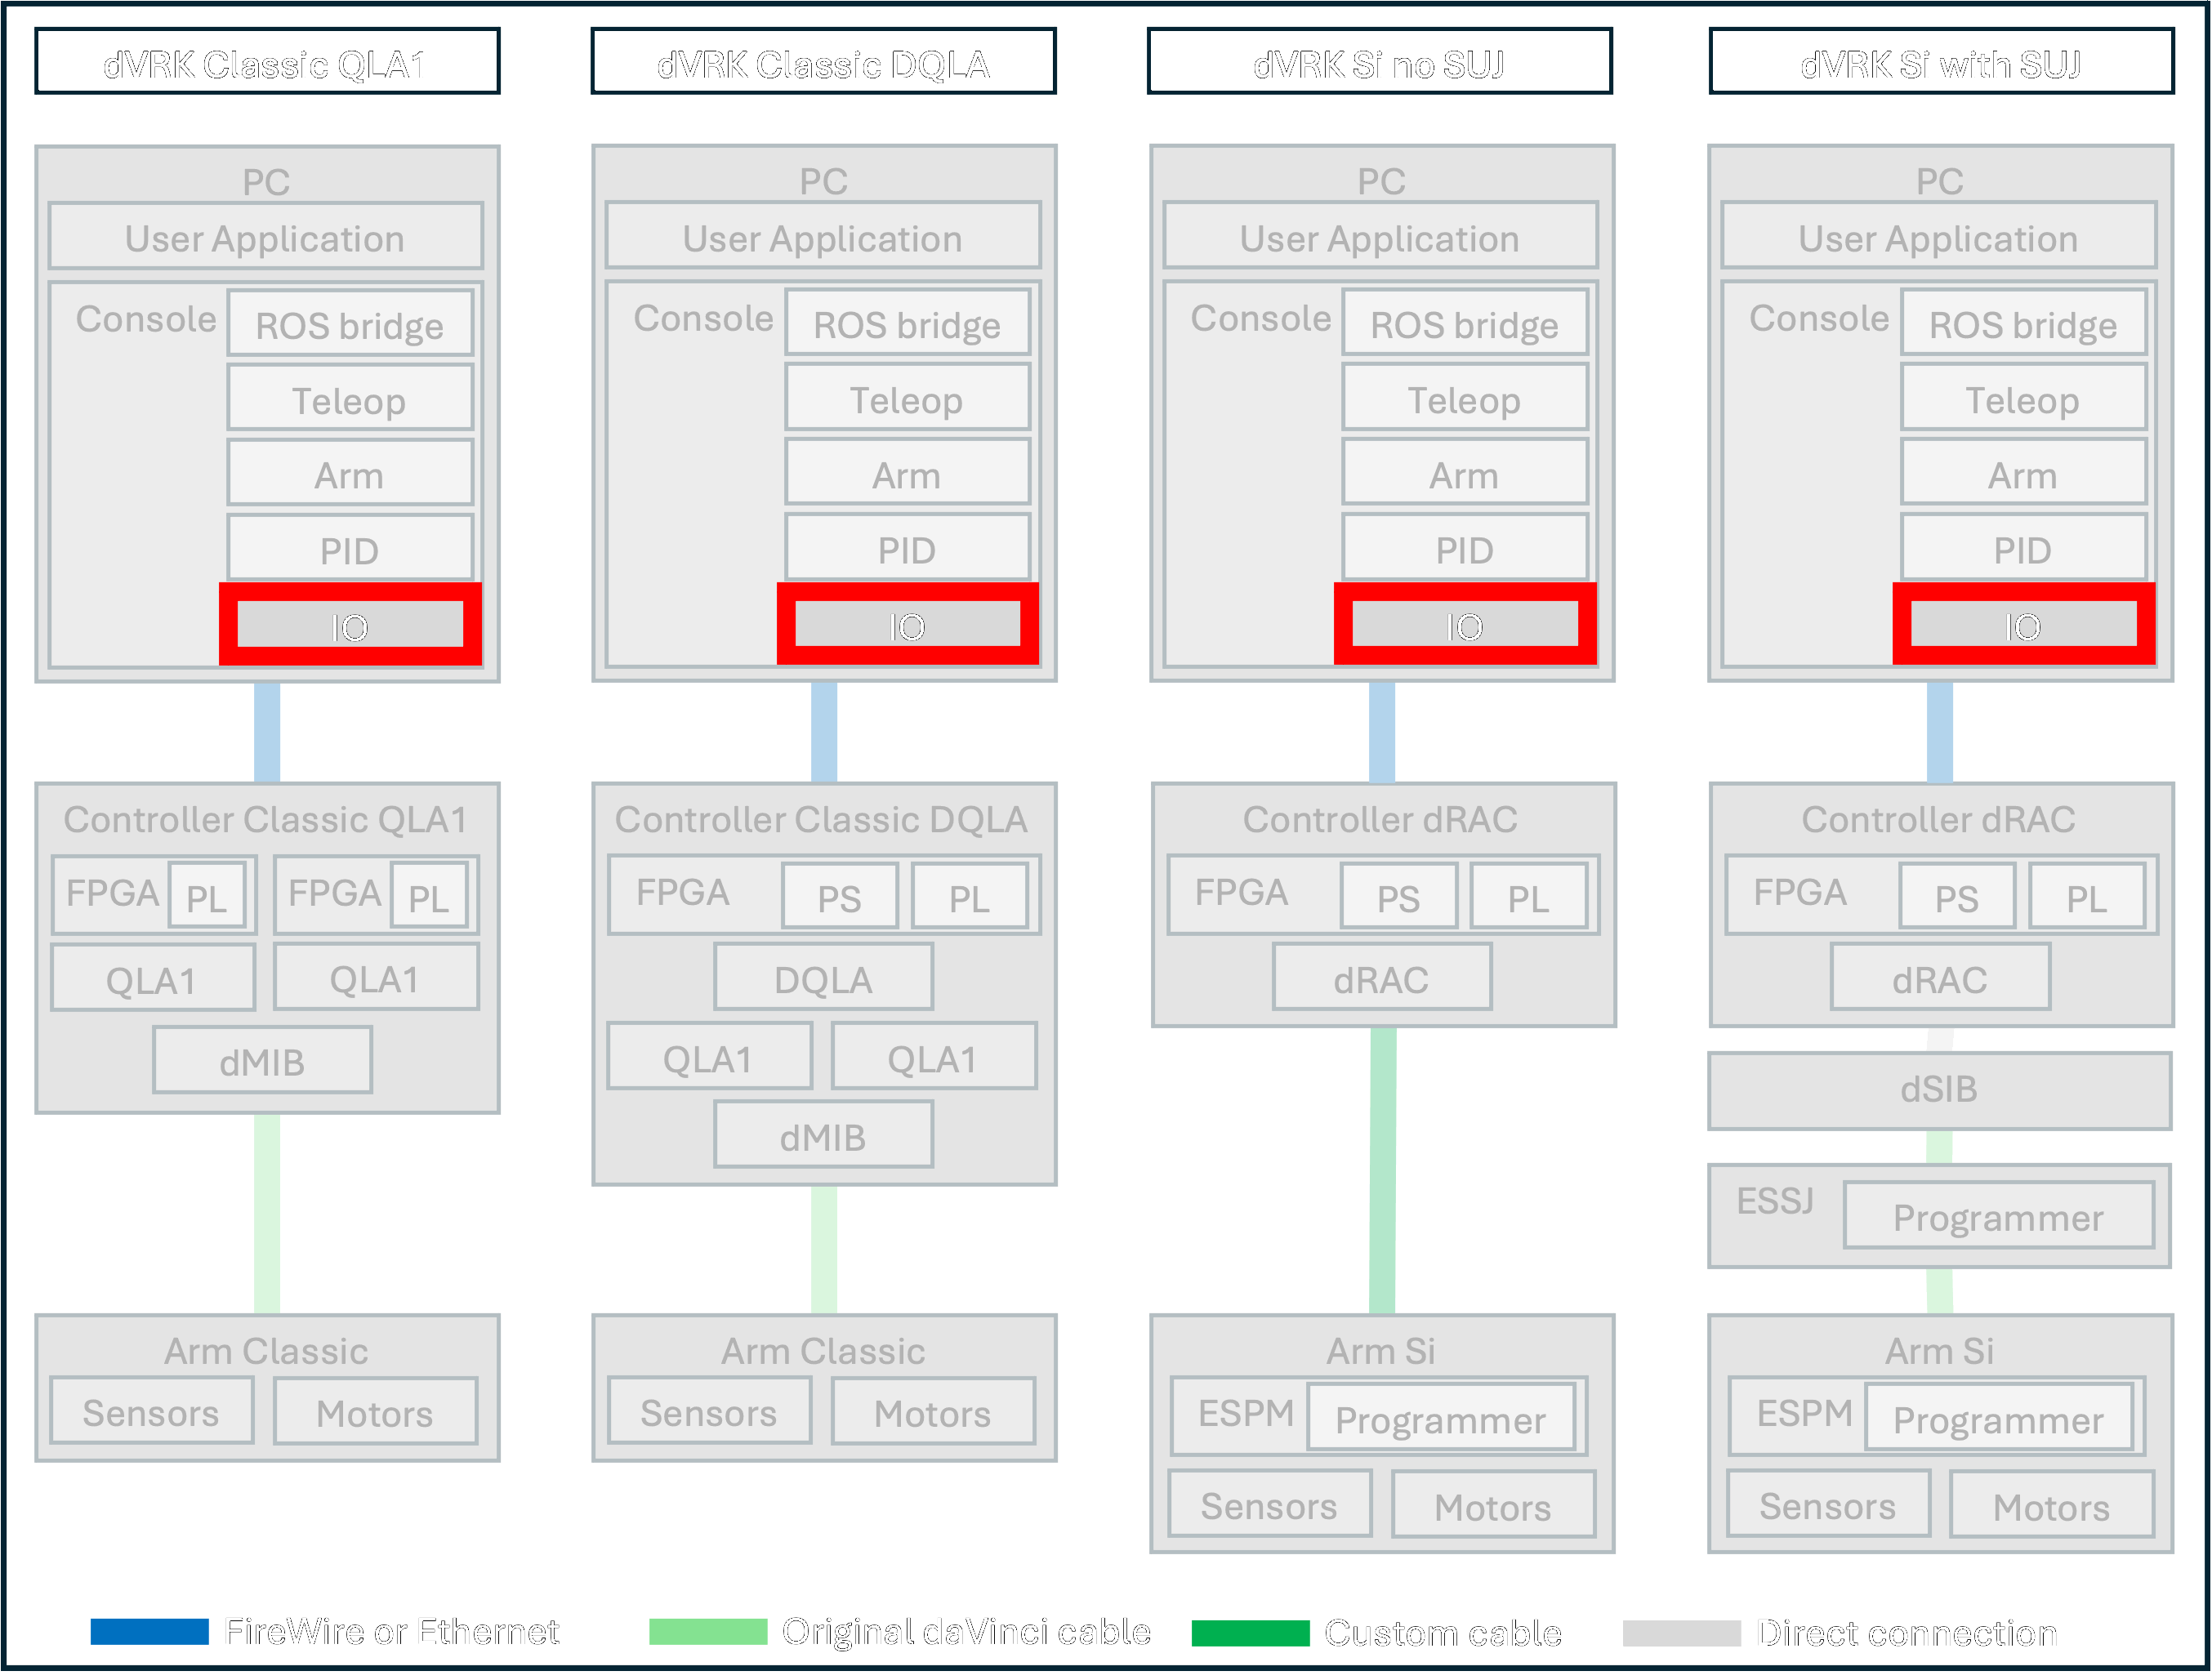 dVRK Classic QLA1
PC
User Application
Console
ROS bridge
Teleop
Arm
PID
IO
Controller Classic QLA1
FPGA
PL
FPGA
PL
QLA1
QLA1
dMIB
Arm Classic
Sensors
Motors
dVRK Classic DQLA
PC
User Application
Console
ROS bridge
Teleop
Arm
PID
IO
Controller Classic DQLA
FPGA
PS
PL
DQLA
QLA1
QLA1
dMIB
Arm Classic
Sensors
Motors
dVRK Si no SUJ
PC
User Application
Console
ROS bridge
Teleop
Arm
PID
IO
Controller dRAC
FPGA
PS
PL
dRAC
Arm Si
ESPM
Programmer
Sensors
Motors
dVRK Si with SUJ
PC
User Application
Console
ROS bridge
Teleop
Arm
PID
IO
Controller dRAC
FPGA
PS
PL
dRAC
dSIB
ESSJ
Programmer
Arm Si
ESPM
Programmer
Sensors
Motors
FireWire or Ethernet
Original daVinci cable
Custom cable
Direct connection